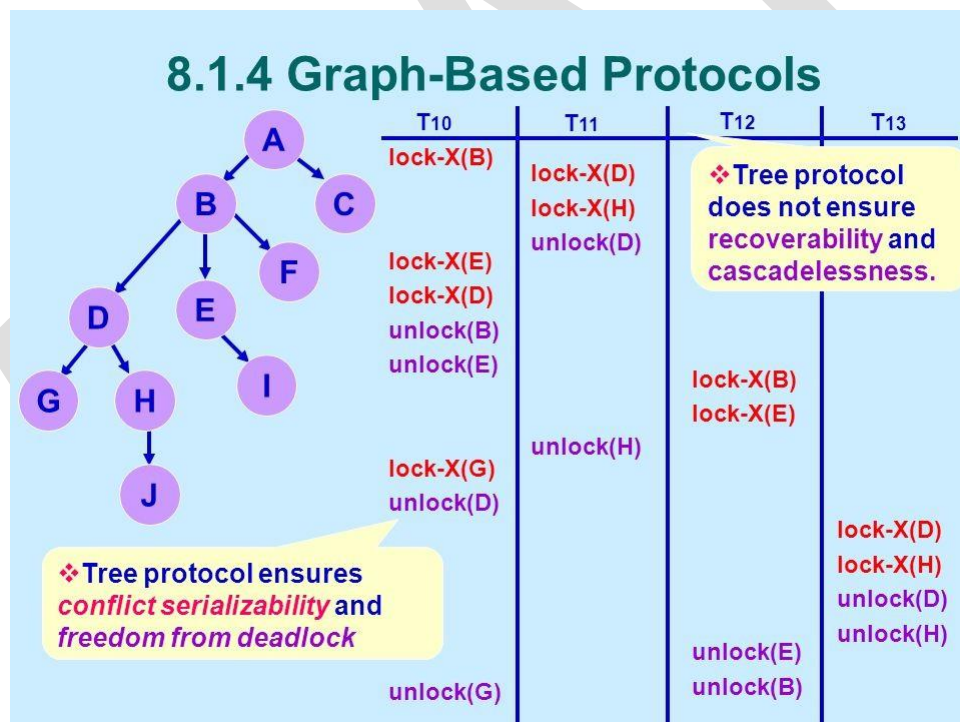 8.1.4 Graph-Based Protocols
T10 T11 T12 T13
A
B C
F
D E
G H I
J
lock-X(B)
lock-X(D)
lock-X(H)
unlock(D)
lock-X(E)
lock-X(D)
unlock(B)
unlock(E)
lock-X(B)
lock-X(E)
unlock(H)
lock-X(G)
unlock(D)
lock-X(D)
lock-X(H)
unlock(D)
unlock(H)
unlock(E)
unlock(B)
unlock(G)
❖Tree protocol
does not ensure
recoverability and
cascadelessness.
❖Tree protocol ensures
conflict serializability and
freedom from deadlock